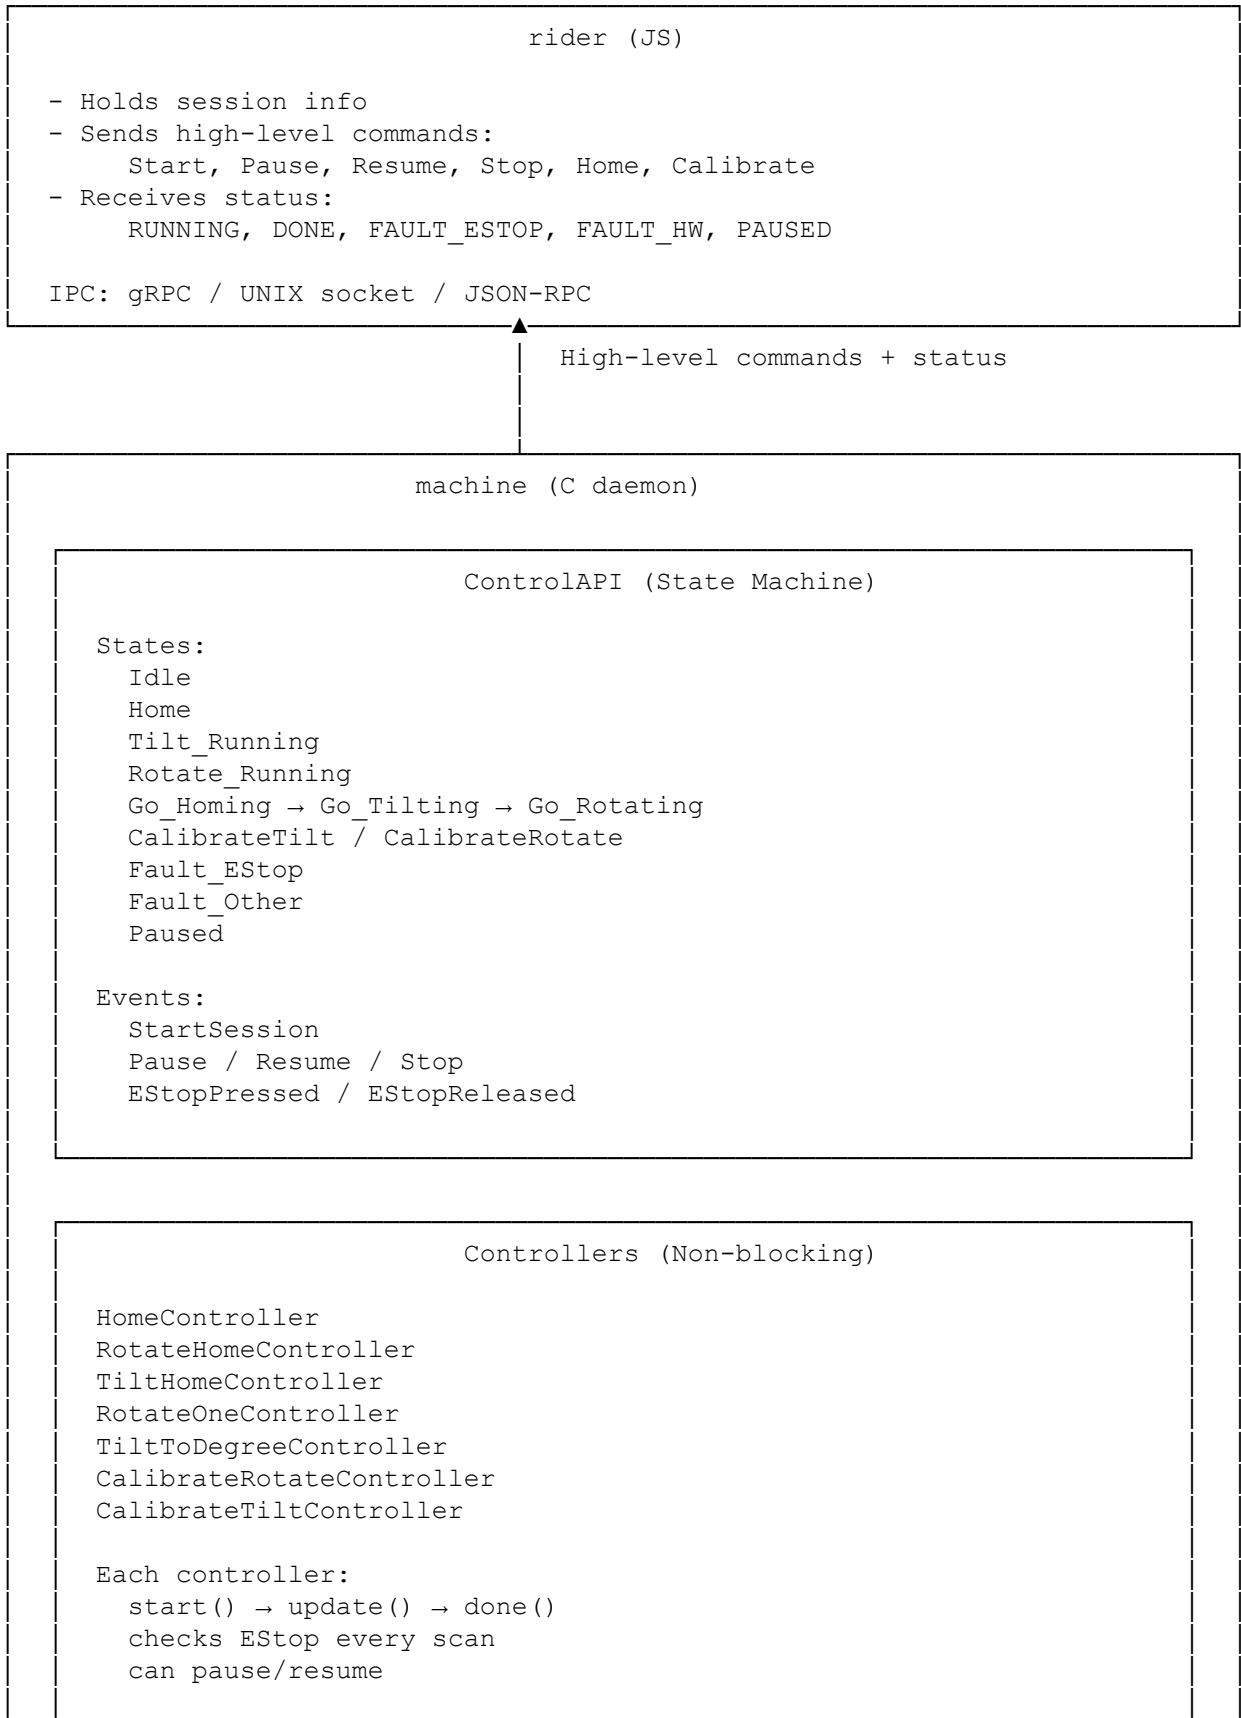 rider (JS)
- Holds session info
- Sends high-level commands:
Start, Pause, Resume, Stop, Home, Calibrate
- Receives status:
RUNNING, DONE, FAULT_ESTOP, FAULT_HW, PAUSED
IPC: gRPC / UNIX socket / JSON-RPC
High-level commands + status
machine (C daemon)
ControlAPI (State Machine)
States:
Idle
Home
Tilt_Running
Rotate_Running
Go_Homing → Go_Tilting → Go_Rotating
CalibrateTilt / CalibrateRotate
Fault_EStop
Fault_Other
Paused
Events:
StartSession
Pause / Resume / Stop
EStopPressed / EStopReleased
Controllers (Non-blocking)
HomeController
RotateHomeController
TiltHomeController
RotateOneController
TiltToDegreeController
CalibrateRotateController
CalibrateTiltController
Each controller:
start() → update() → done()
checks EStop every scan
can pause/resume